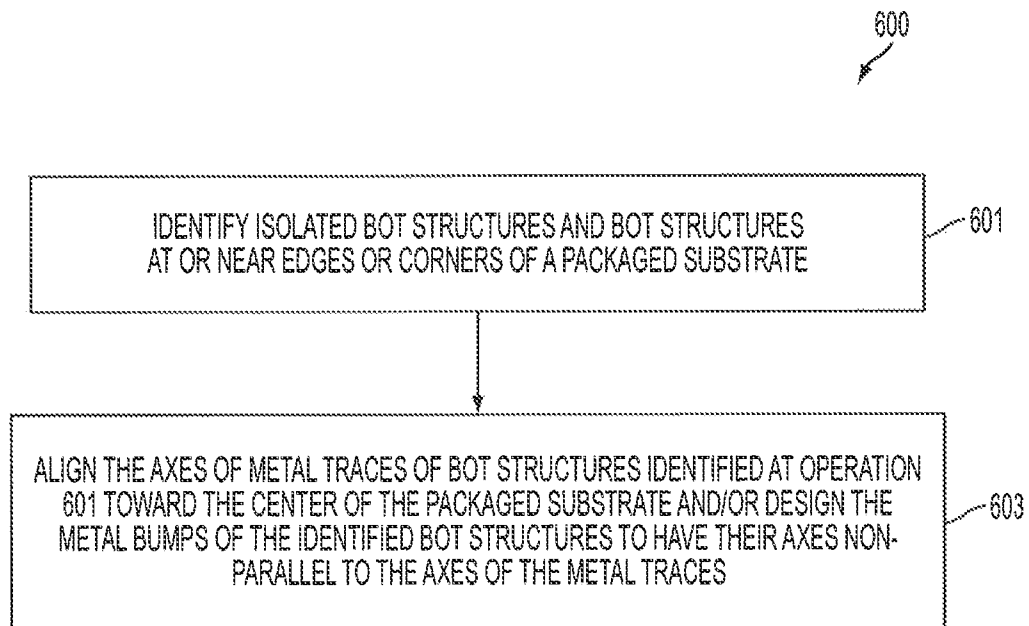 600
IDENTIFY ISOLATED BOT STRUCTURES AND BOT STRUCTURES
AT OR NEAR EDGES OR CORNERS OF A PACKAGED SUBSTRATE
601
ALIGN THE AXES OF METAL TRACES OF BOT STRUCTURES IDENTIFIED AT OPERATION
601 TOWARD THE CENTER OF THE PACKAGED SUBSTRATE AND/OR DESIGN THE
METAL BUMPS OF THE IDENTIFIED BOT STRUCTURES TO HAVE THEIR AXES NON-
PARALLEL TO THE AXES OF THE METAL TRACES
603